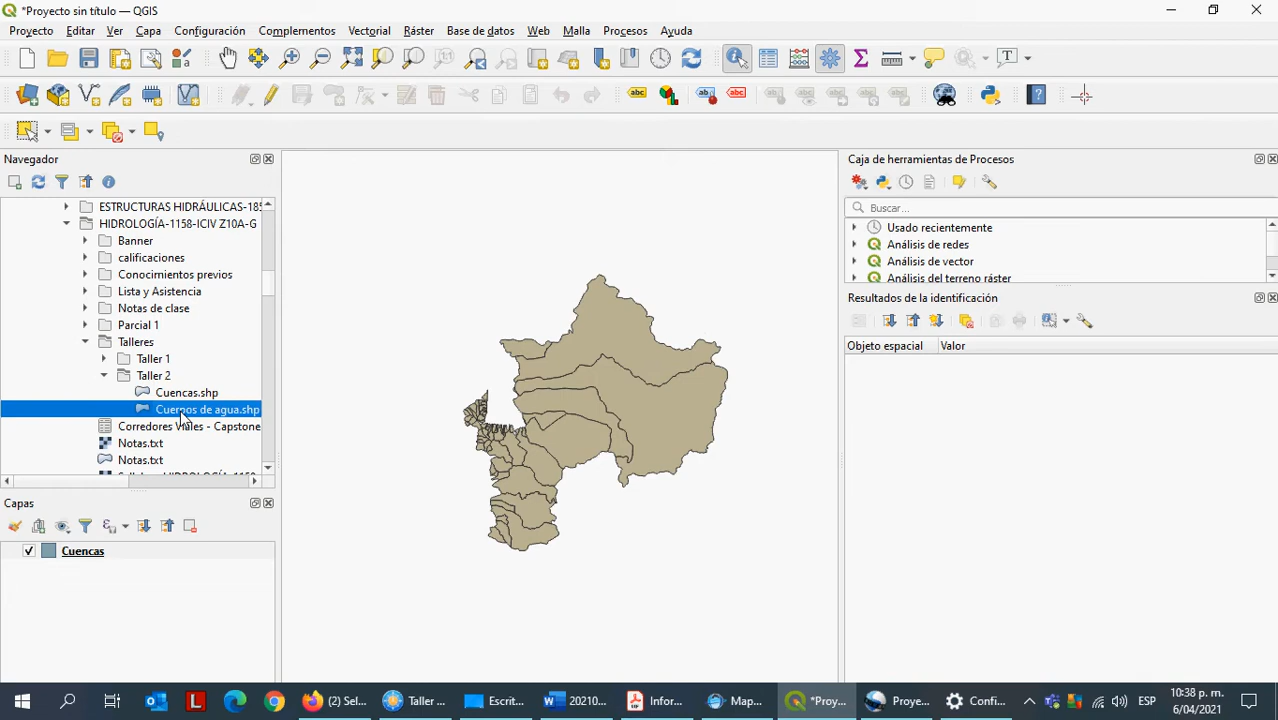 *Proyecto sin título — QGIS
Proyecto Editar Ver Capa Configuración Complementos Vectorial Ráster Base de datos Web Malla Procesos Ayuda
Navegador
ESTRUCTURAS HIDRÁULICAS-185
HIDROLOGÍA-1158-ICIV Z10A-G
Banner
calificaciones
Conocimientos previos
Lista y Asistencia
Notas de clase
Parcial 1
Talleres
Taller 1
Taller 2
Cuencas.shp
Cuerpos de agua.shp
Corredores Viales - Capstone
Notas.txt
Notas.txt
Capas
Cuencas
Caja de herramientas de Procesos
Buscar...
Usado recientemente
Análisis de redes
Análisis de vector
Análisis del terreno ráster
Resultados de la identificación
Objeto espacial Valor
(2) Sel... Taller ... Escrit... 20210... Infor... Map... *Proy... Proye... Confi...
ESP
10:38 p. m.
6/04/2021